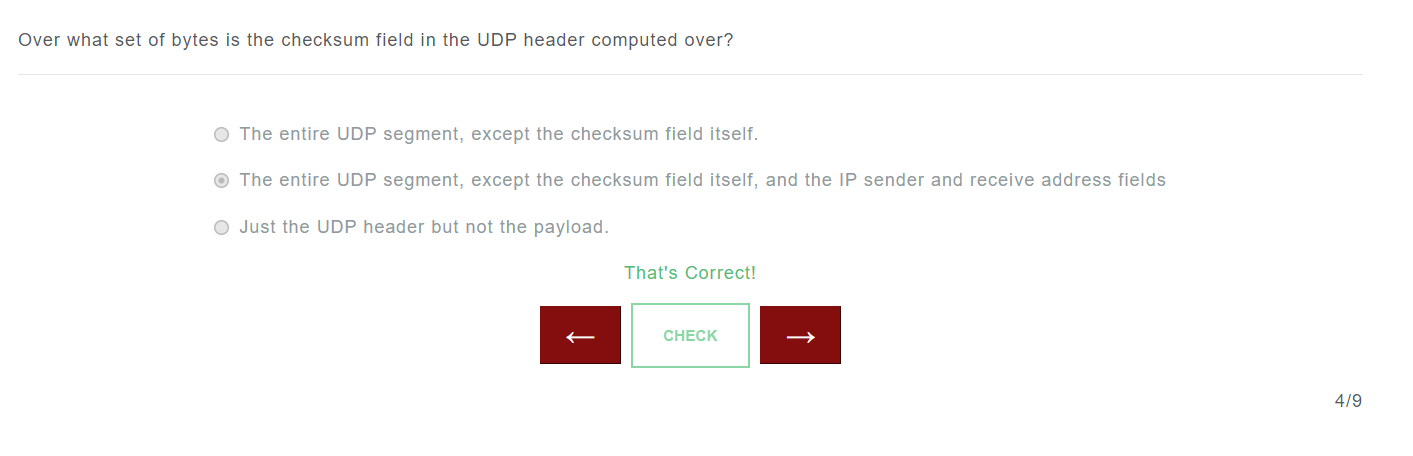 Over what set of bytes is the checksum field in the UDP header computed over?
The entire UDP segment, except the checksum field itself.
The entire UDP segment, except the checksum field itself, and the IP sender and receive address fields
Just the UDP header but not the payload.
That's Correct!
← CHECK →
4/9